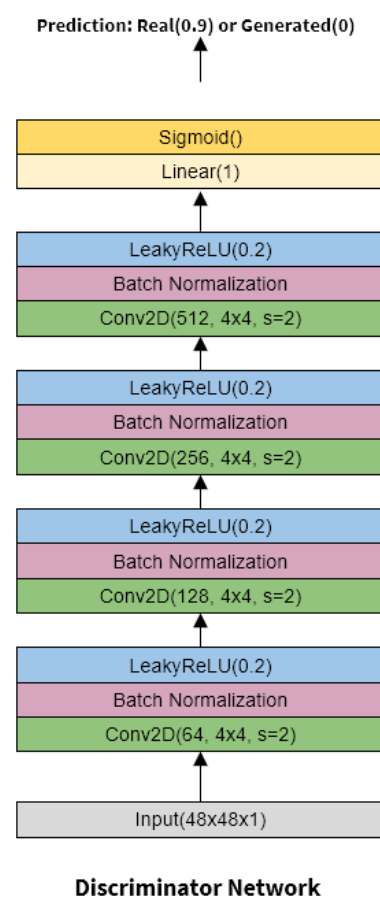 Prediction: Real(0.9) or Generated(0)
Sigmoid()
Linear(1)
LeakyReLU(0.2)
Batch Normalization
Conv2D(512, 4x4, s=2)
LeakyReLU(0.2)
Batch Normalization
Conv2D(256, 4x4, s=2)
LeakyReLU(0.2)
Batch Normalization
Conv2D(128, 4x4, s=2)
LeakyReLU(0.2)
Batch Normalization
Conv2D(64, 4x4, s=2)
Input(48x48x1)
Discriminator Network